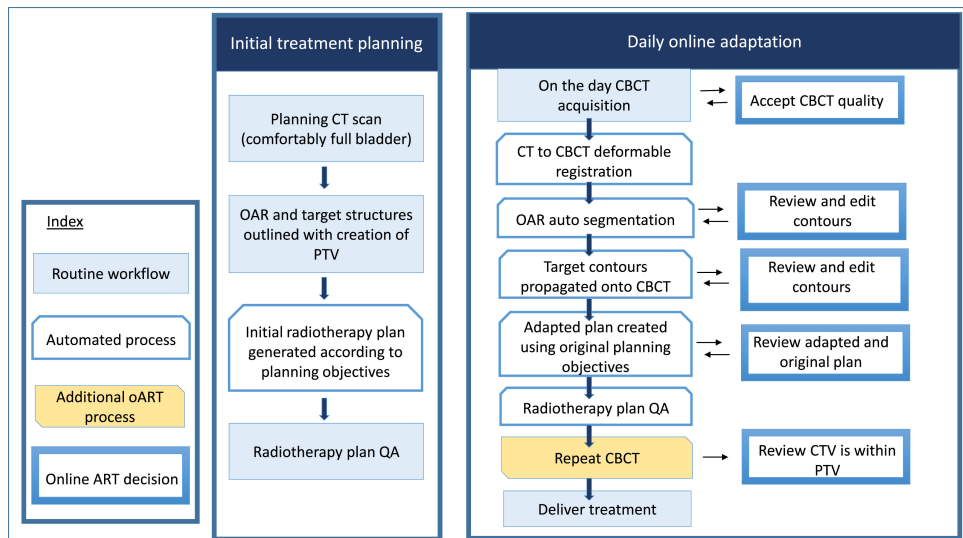 Initial treatment planning
Planning CT scan
(comfortably full bladder)
OAR and target structures
outlined with creation of
PTV
Initial radiotherapy plan
generated according to
planning objectives
Radiotherapy plan QA
Index
Routine workflow
Automated process
Additional oART
process
Online ART decision
Daily online adaptation
On the day CBCT
acquisition
Accept CBCT quality
CT to CBCT deformable
registration
OAR auto segmentation
Review and edit
contours
Target contours
propagated onto CBCT
Review and edit
contours
Adapted plan created
using original planning
objectives
Review adapted and
original plan
Radiotherapy plan QA
Repeat CBCT
Review CTV is within
PTV
Deliver treatment